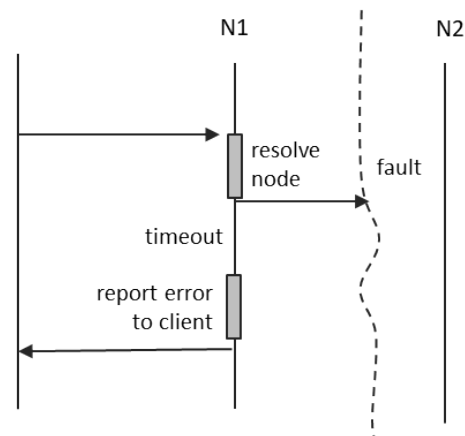 N1
N2
resolve
node
fault
timeout
report error
to client